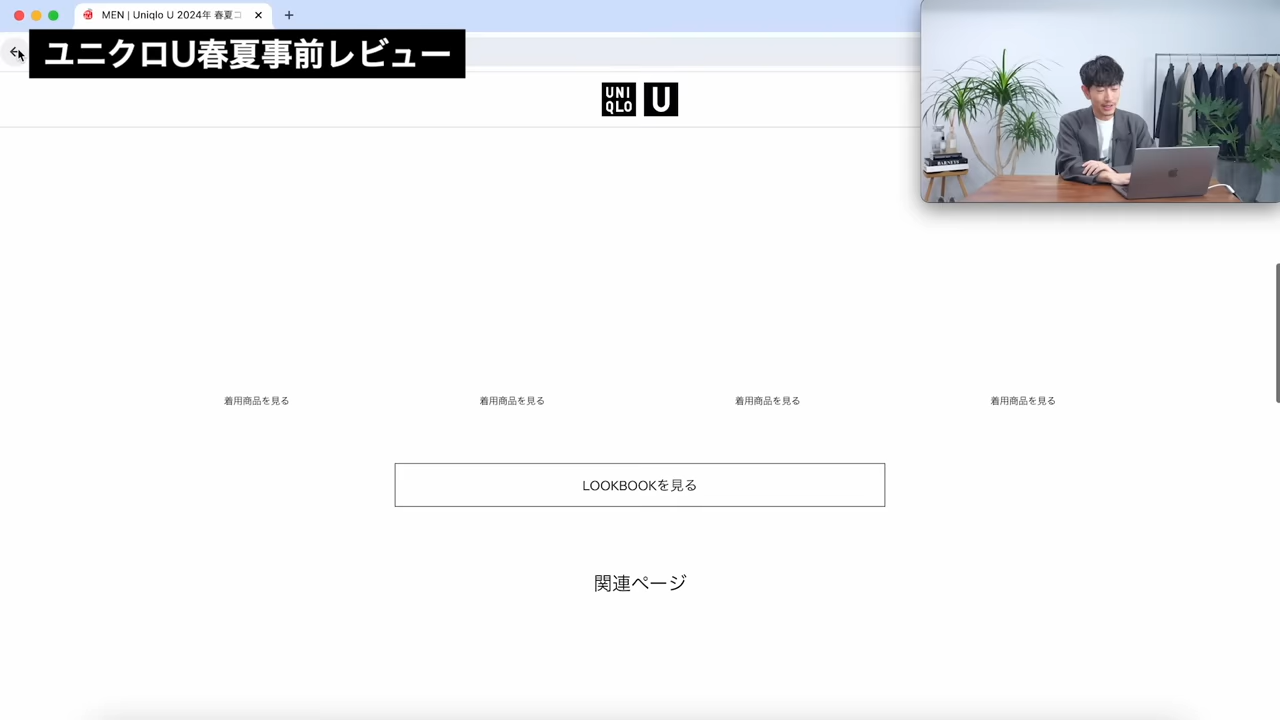 MEN | Uniqlo U 2024年 春夏コ
ユニクロU春夏事前レビュー
UNI
QLO
U
着用商品を見る
着用商品を見る
着用商品を見る
着用商品を見る
LOOKBOOKを見る
関連ページ